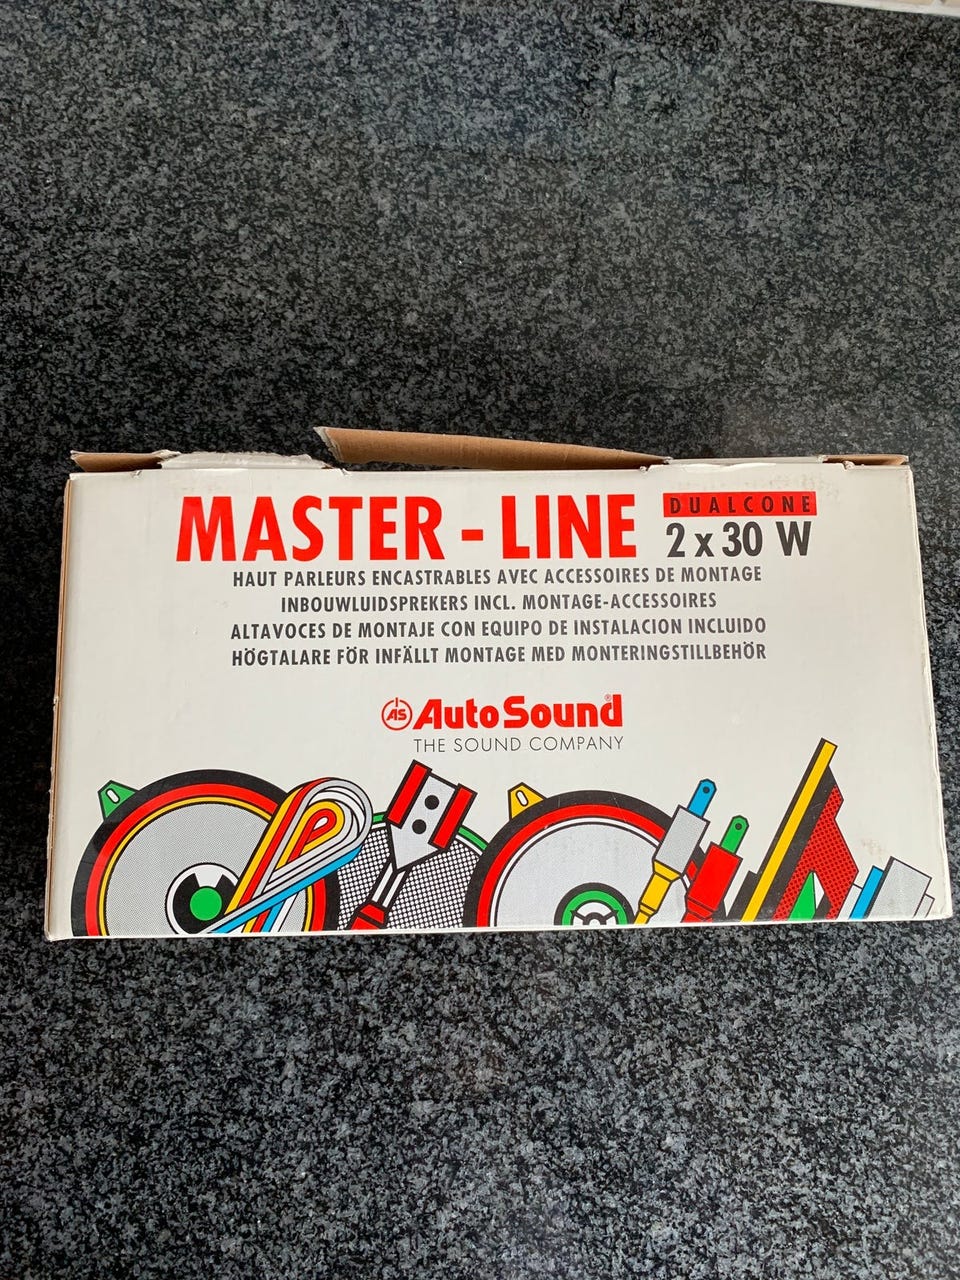 MASTER - LINE DUALCONE
2 x 30 W
HAUT PARLEURS ENCASTRABLES AVEC ACCESSOIRES DE MONTAGE
INBOUWLUIDSPREKERS INCL. MONTAGE-ACCESSOIRES
ALTAVOCES DE MONTAJE CON EQUIPO DE INSTALACION INCLUIDO
HÖGTALARE FÖR INFÄLLT MONTAGE MED MONTERINGSTILLBEHÖR
AS AutoSound®
THE SOUND COMPANY